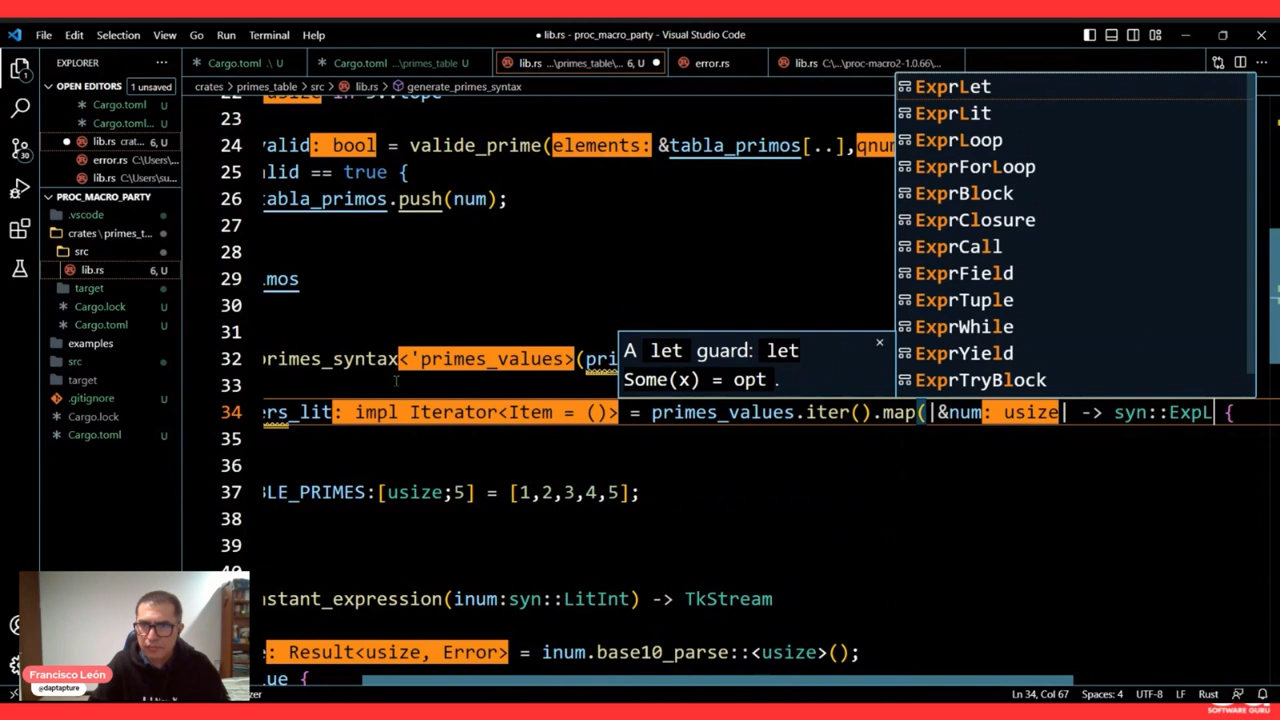 File Edit Selection View Go Run Terminal Help
● lib.rs - proc_macro_party - Visual Studio Code
EXPLORER ···
Cargo.toml .\ U
Cargo.toml ...\primes_table U
lib.rs ...\primes_table\... 6, U ●
error.rs
lib.rs C:\...\proc-macro2-1.0.66\...
crates > primes_table > src > lib.rs > generate_primes_syntax
OPEN EDITORS 1 unsaved
Cargo.toml U
Cargo.toml... U
● lib.rs crat... 6, U
error.rs C:\Users\...
lib.rs C:\Users\su...
PROC_MACRO_PARTY
.vscode
crates \ primes_t...
src
lib.rs 6, U
target
Cargo.lock U
Cargo.toml U
examples
src
target
.gitignore U
Cargo.lock
Cargo.toml U
23
24 valid: bool = valide_prime(elements: &tabla_primos[..],qnum
25 lid == true {
26 tabla_primos.push(num);
27
28
29 mos
30
31
32 primes_syntax<'primes_values>(pri
33
34 ers_lit: impl Iterator<Item = ()> = primes_values.iter().map(|&num: usize| -> syn::ExpL {
35
36
37 BLE_PRIMES:[usize;5] = [1,2,3,4,5];
38
39
nstant_expression(inum:syn::LitInt) -> TkStream
: Result<usize, Error> = inum.base10_parse::<usize>();
ue {
A let guard: let
Some(x) = opt .
×
ExprLet
ExprLit
ExprLoop
ExprForLoop
ExprBlock
ExprClosure
ExprCall
ExprField
ExprTuple
ExprWhile
ExprYield
ExprTryBlock
30
1
Francisco León
@daptapture
Ln 34, Col 67 Spaces: 4 UTF-8 LF Rust
SOFTWARE GURU